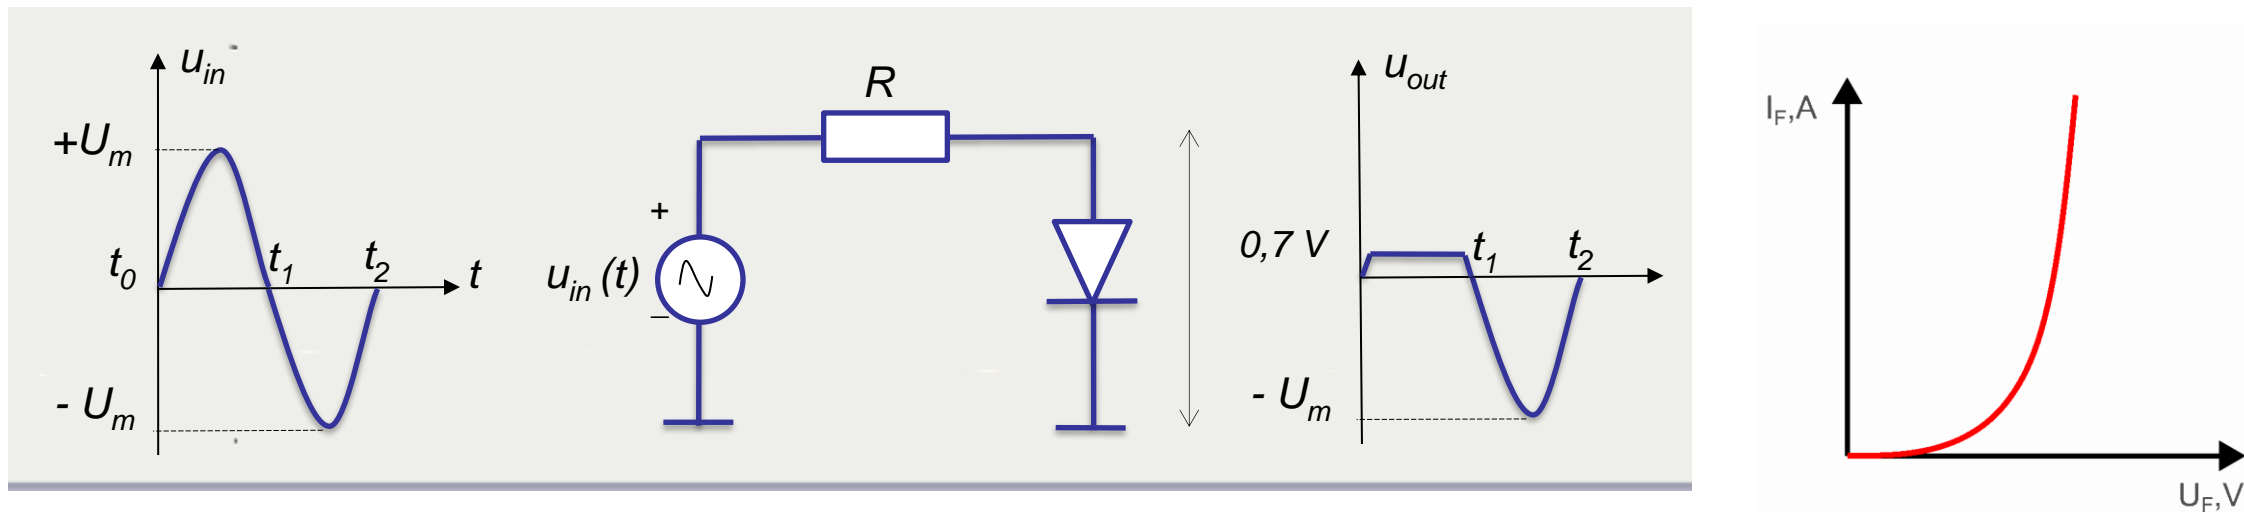 u_in
+U_m
t_0
t_1
t_2
t
- U_m
R
+
u_in (t)
–
u_out
0,7 V
t_1
t_2
- U_m
I_F,A
U_F,V